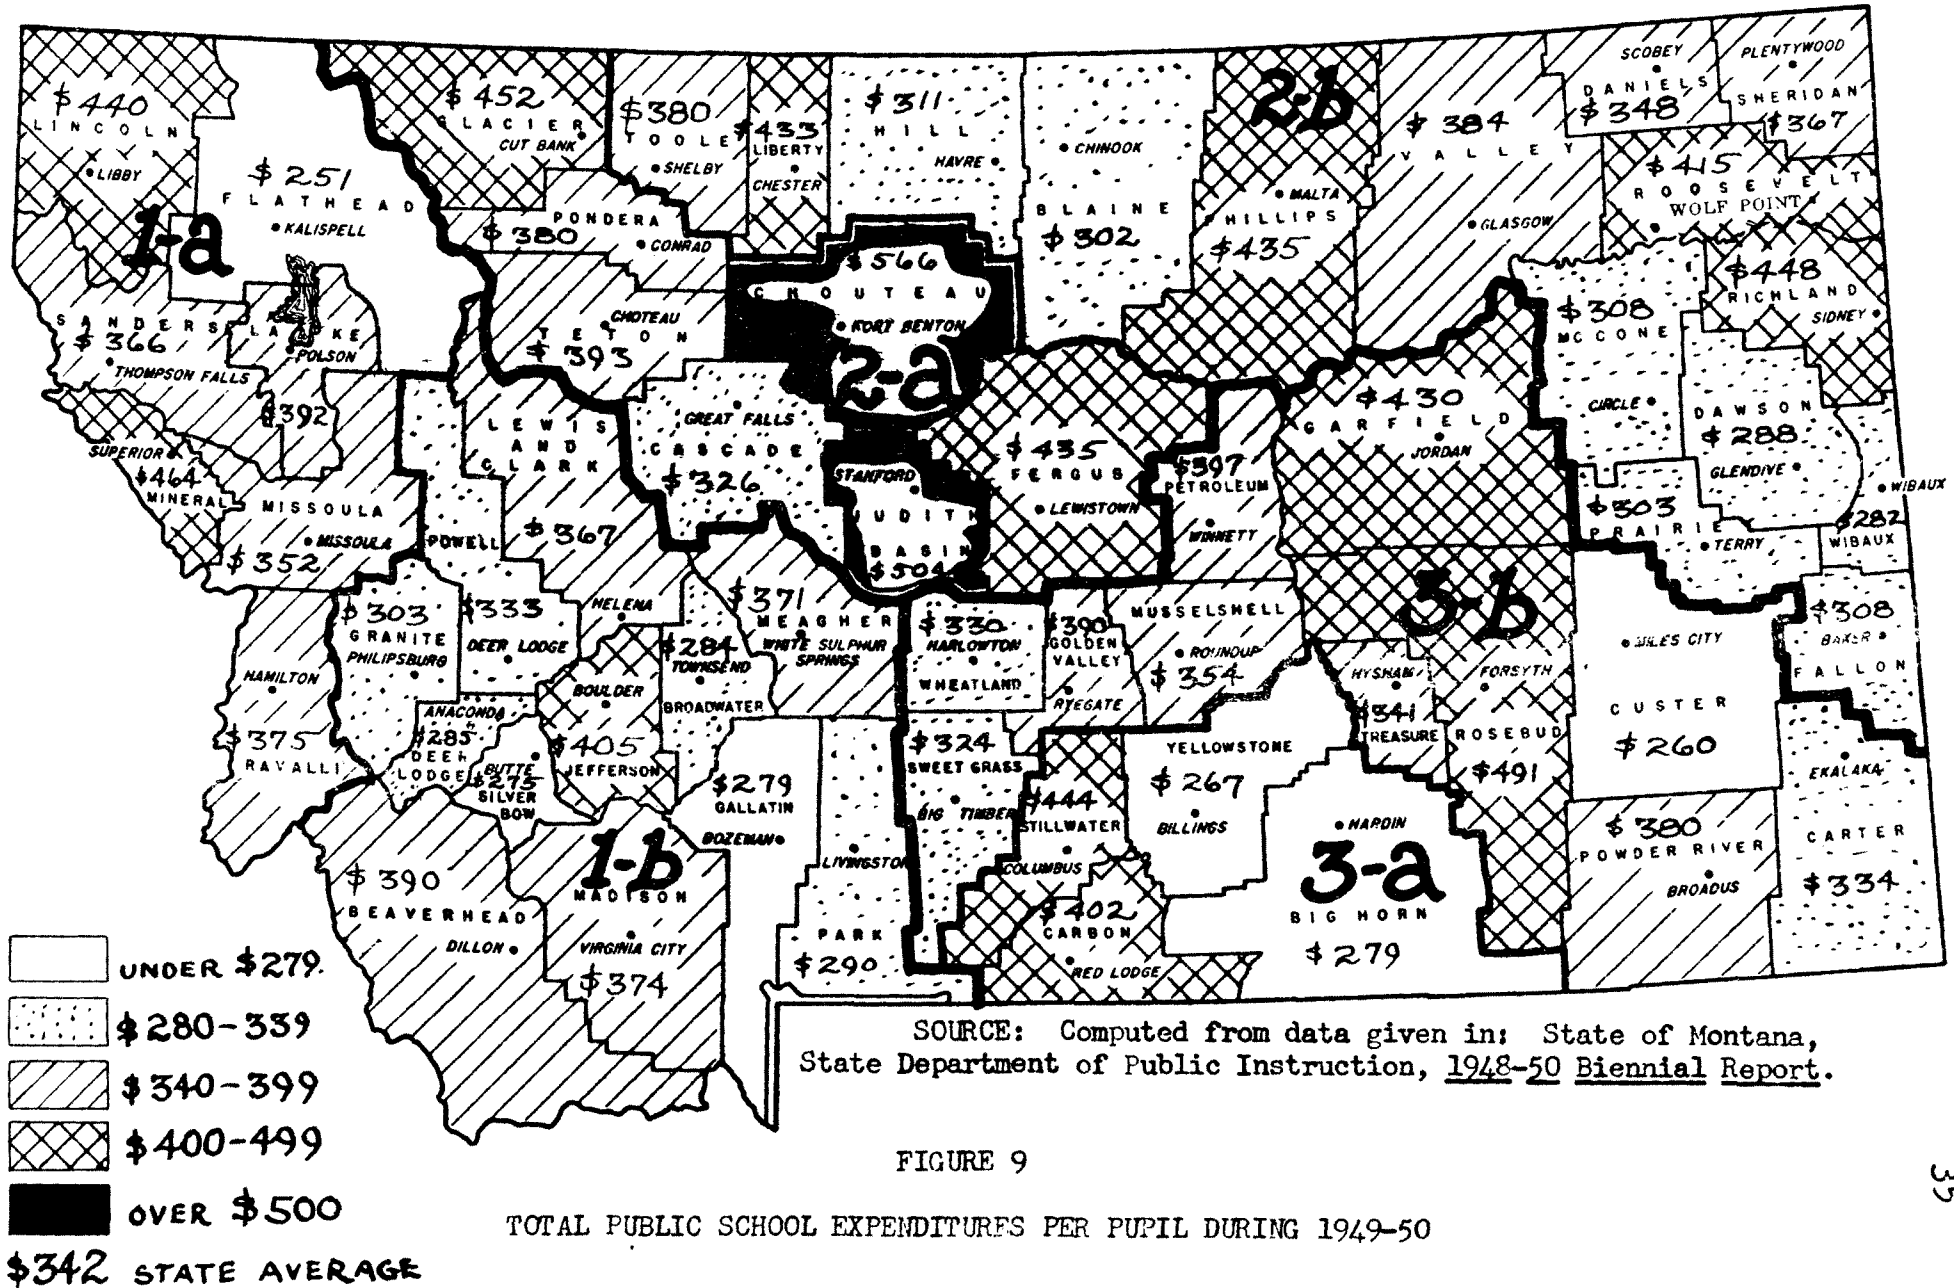 $440
LINCOLN
LIBBY
1-a
$251
FLATHEAD
KALISPELL
$452
GLACIER
CUT BANK
$380
TOOLE
SHELBY
$433
LIBERTY
CHESTER
$311
HILL
HAVRE
CHINOOK
BLAINE
$302
2-b
MALTA
PHILLIPS
$435
$384
VALLEY
GLASGOW
SCOBEY
DANIELS
$348
PLENTYWOOD
SHERIDAN
$367
$415
ROOSEVELT
WOLF POINT
$448
RICHLAND
SIDNEY
PONDERA
$380
CONRAD
$566
CHOUTEAU
FORT BENTON
2-a
CHOTEAU
TETON
$393
SANDERS
$366
THOMPSON FALLS
LAKE
POLSON
$392
SUPERIOR
$464
MINERAL
MISSOULA
MISSOULA
$352
LEWIS
AND
CLARK
$367
HELENA
POWELL
$333
DEER LODGE
GREAT FALLS
CASCADE
$326
STANFORD
JUDITH
BASIN
$504
$435
FERGUS
LEWISTOWN
$397
PETROLEUM
WINNETT
$430
GARFIELD
JORDAN
$308
MCCONE
CIRCLE
DAWSON
$288
GLENDIVE
WIBAUX
$282
WIBAUX
$303
PRAIRIE
TERRY
$303
GRANITE
PHILIPSBURG
HAMILTON
$375
RAVALLI
ANACONDA
$285
DEER
LODGE
BUTTE
$275
SILVER
BOW
BOULDER
$405
JEFFERSON
$284
TOWNSEND
BROADWATER
$371
MEAGHER
WHITE SULPHUR
SPRINGS
$330
HARLOWTON
WHEATLAND
$390
GOLDEN
VALLEY
RYEGATE
MUSSELSHELL
ROUNDUP
$354
3-b
HYSHAM
$341
TREASURE
FORSYTH
ROSEBUD
$491
MILES CITY
CUSTER
$260
$308
BAKER
FALLON
EKALAKA
CARTER
$334
$380
POWDER RIVER
BROADUS
$324
SWEET GRASS
BIG TIMBER
$444
STILLWATER
COLUMBUS
YELLOWSTONE
$267
BILLINGS
HARDIN
3-a
BIG HORN
$279
$402
CARBON
RED LODGE
$279
GALLATIN
BOZEMAN
LIVINGSTON
PARK
$290
1-b
MADISON
VIRGINIA CITY
$374
$390
BEAVERHEAD
DILLON
UNDER $279.
$280-339
$340-399
$400-499
OVER $500
$342 STATE AVERAGE
SOURCE: Computed from data given in: State of Montana,
State Department of Public Instruction, 1948-50 Biennial Report.
FIGURE 9
TOTAL PUBLIC SCHOOL EXPENDITURES PER PUPIL DURING 1949-50